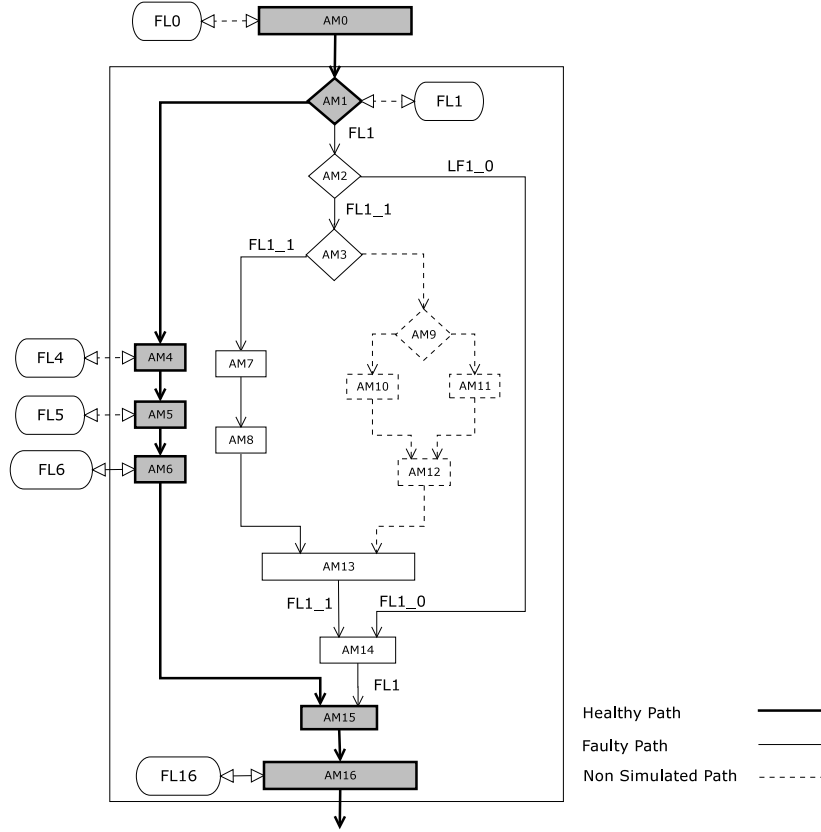 FL0
AM0
AM1
FL1
FL1
AM2
LF1_0
FL1_1
FL1_1
AM3
AM9
FL4
AM4
AM7
AM10
AM11
FL5
AM5
AM8
FL6
AM6
AM12
AM13
FL1_1
FL1_0
AM14
FL1
AM15
Healthy Path
Faulty Path
FL16
AM16
Non Simulated Path